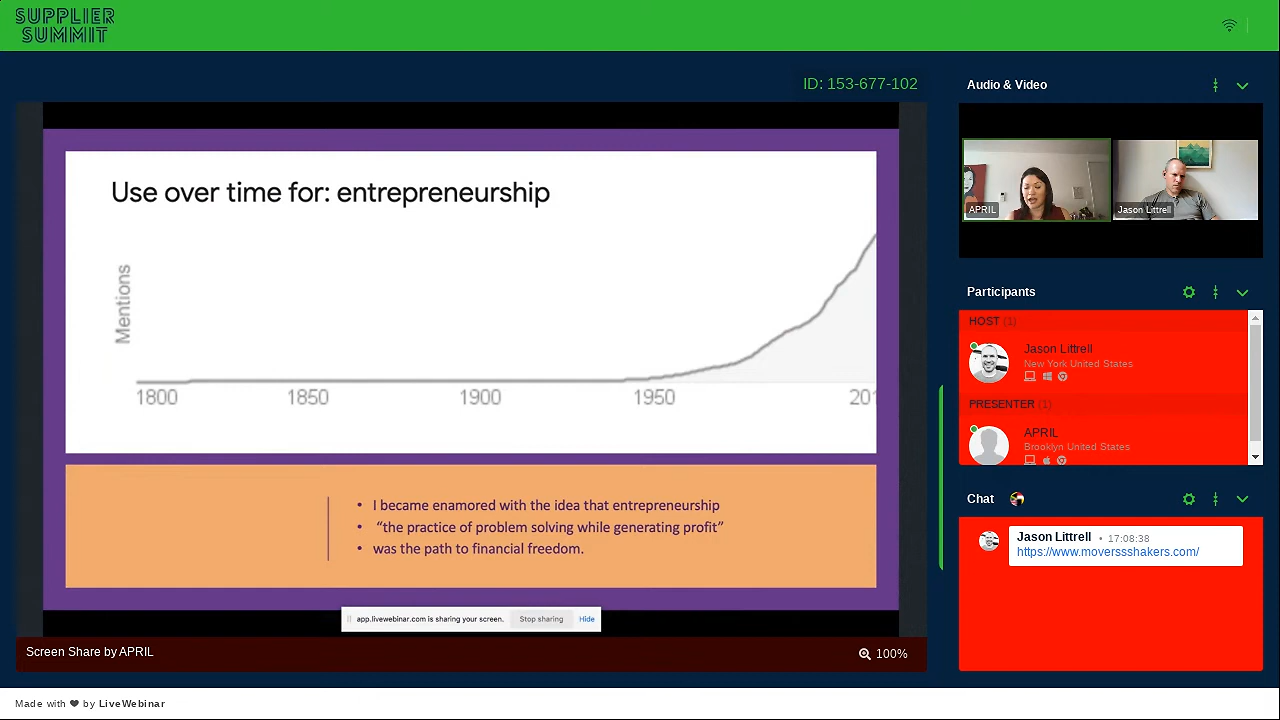 SUPPLIER
SUMMIT
ID: 153-677-102
Use over time for: entrepreneurship
Mentions
1800
1850
1900
1950
201
• I became enamored with the idea that entrepreneurship
• “the practice of problem solving while generating profit”
• was the path to financial freedom.
app.livewebinar.com is sharing your screen.
Stop sharing
Hide
Screen Share by APRIL
100%
Audio & Video
APRIL
Jason Littrell
Participants
HOST (1)
Jason Littrell
New York United States
PRESENTER (1)
APRIL
Brooklyn United States
Chat
Jason Littrell • 17:08:38
https://www.moverssshakers.com/
Made with ❤ by LiveWebinar